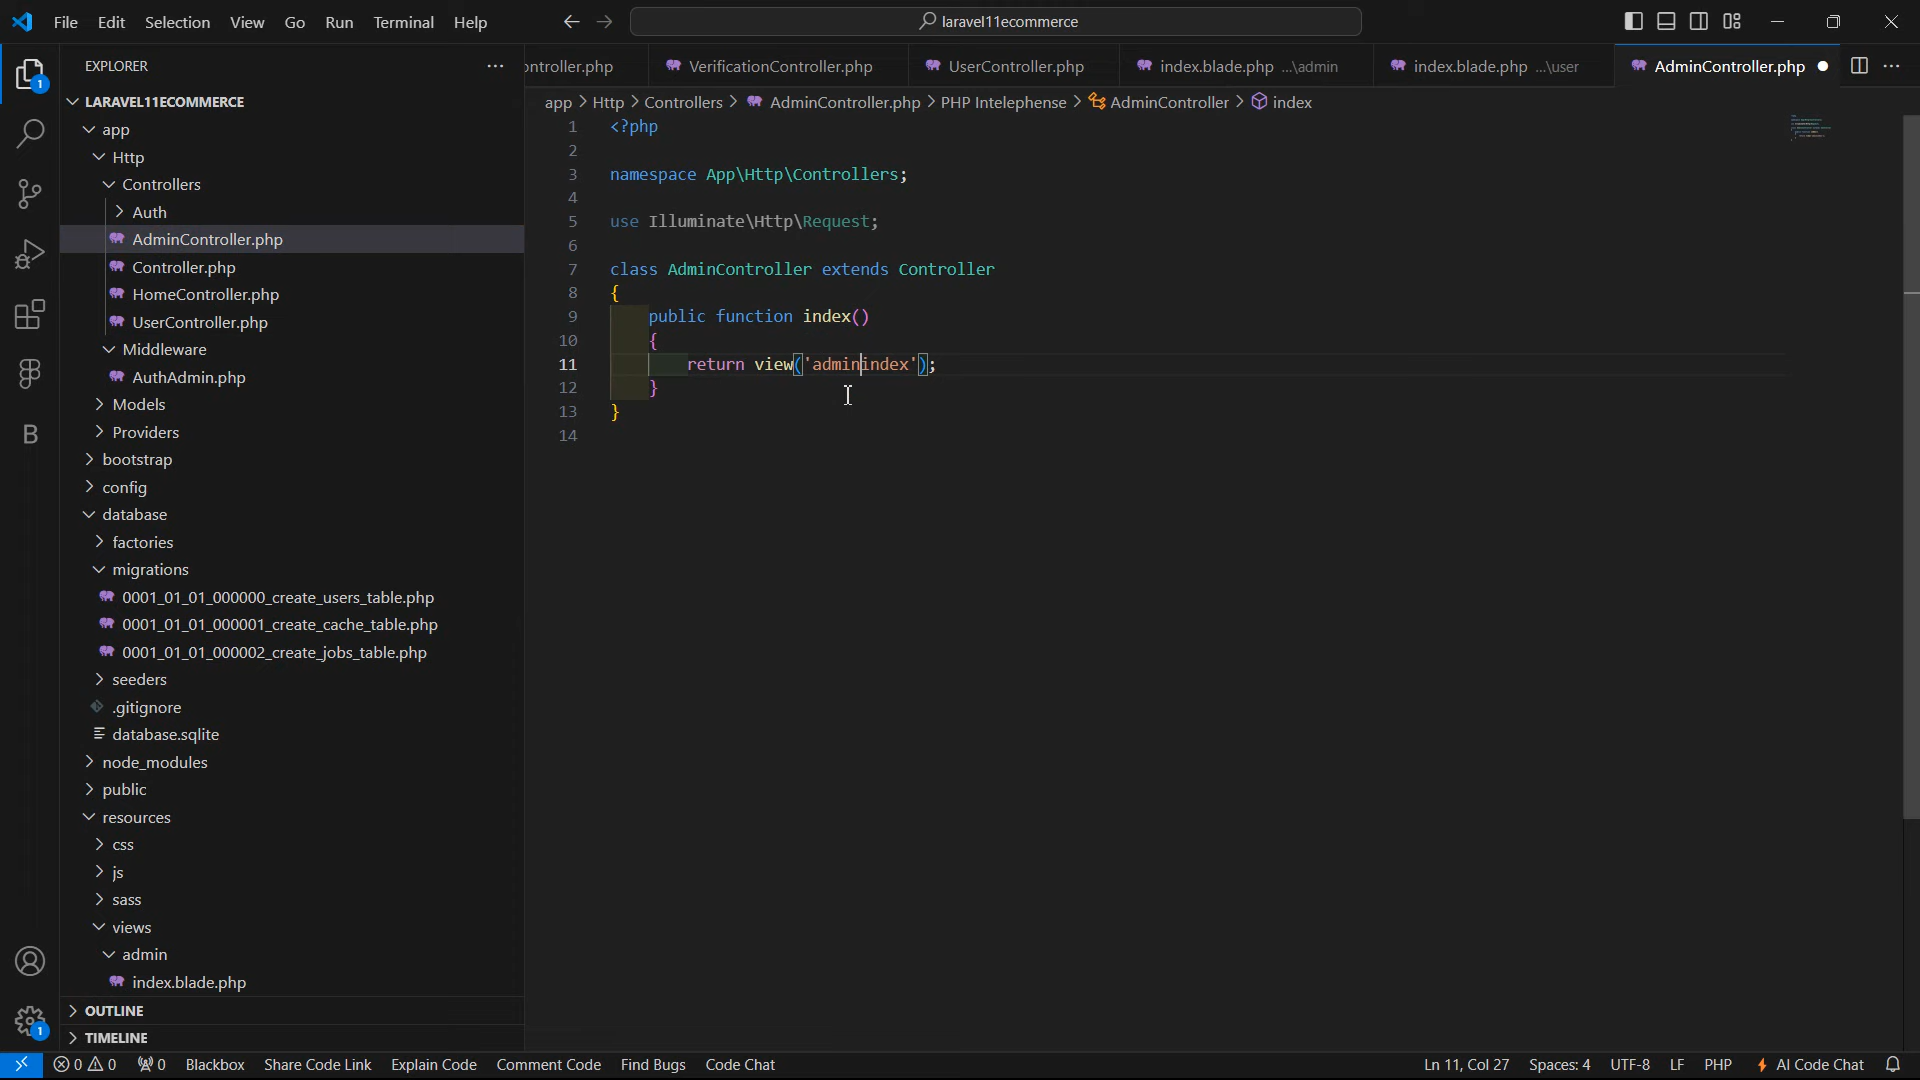 File Edit Selection View Go Run Terminal Help
laravel11ecommerce
EXPLORER
LARAVEL11ECOMMERCE
app
Http
Controllers
Auth
AdminController.php
Controller.php
HomeController.php
UserController.php
Middleware
AuthAdmin.php
Models
Providers
bootstrap
config
database
factories
migrations
0001_01_01_000000_create_users_table.php
0001_01_01_000001_create_cache_table.php
0001_01_01_000002_create_jobs_table.php
seeders
.gitignore
database.sqlite
node_modules
public
resources
css
js
sass
views
admin
index.blade.php
OUTLINE
TIMELINE
ontroller.php VerificationController.php UserController.php index.blade.php ...\admin index.blade.php ...\user AdminController.php
app > Http > Controllers > AdminController.php > PHP Intelephense > AdminController > index
1 <?php
2
3 namespace App\Http\Controllers;
4
5 use Illuminate\Http\Request;
6
7 class AdminController extends Controller
8 {
9 public function index()
10 {
11 return view('adminindex');
12 }
13 }
14
0 0 0 Blackbox Share Code Link Explain Code Comment Code Find Bugs Code Chat Ln 11, Col 27 Spaces: 4 UTF-8 LF PHP AI Code Chat